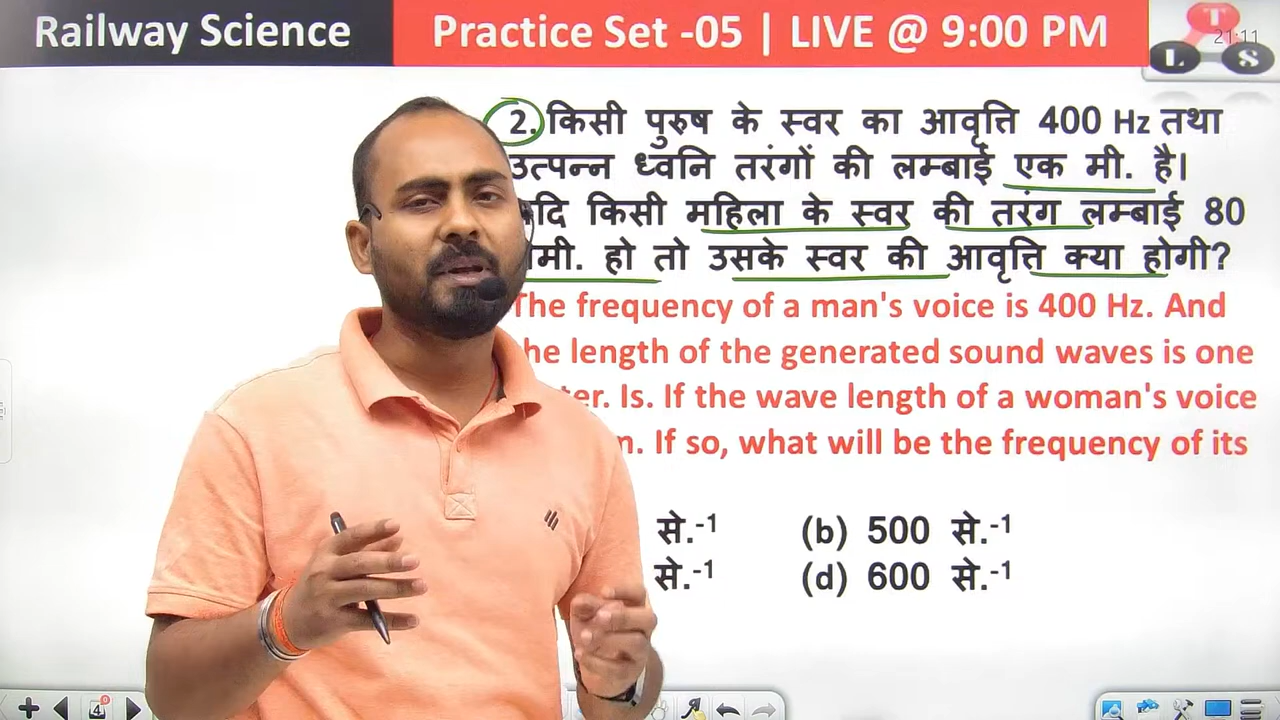 Railway Science
Practice Set -05 | LIVE @ 9:00 PM
T
L S
21:11
2. किसी पुरुष के स्वर का आवृत्ति 400 Hz तथा
उत्पन्न ध्वनि तरंगों की लम्बाई एक मी. है।
किसी महिला के स्वर की तरंग लम्बाई 80
हो तो उसके स्वर की आवृत्ति क्या होगी?
The frequency of a man's voice is 400 Hz. And
length of the generated sound waves is one
Is. If the wave length of a woman's voice
If so, what will be the frequency of its
से.-1 (b) 500 से.-1
से.-1 (d) 600 से.-1
4